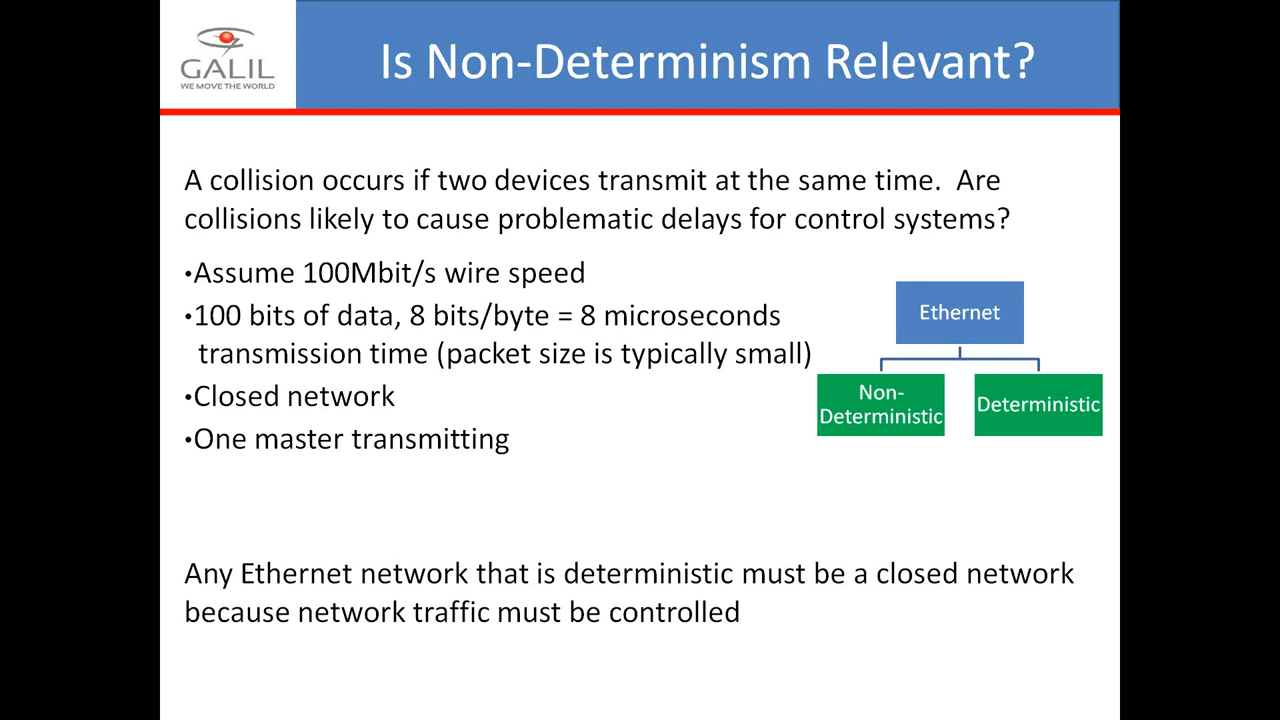 GALIL
WE MOVE THE WORLD
Is Non-Determinism Relevant?
A collision occurs if two devices transmit at the same time.  Are
collisions likely to cause problematic delays for control systems?
•Assume 100Mbit/s wire speed
•100 bits of data, 8 bits/byte = 8 microseconds
transmission time (packet size is typically small)
•Closed network
•One master transmitting
Ethernet
Non-
Deterministic
Deterministic
Any Ethernet network that is deterministic must be a closed network
because network traffic must be controlled